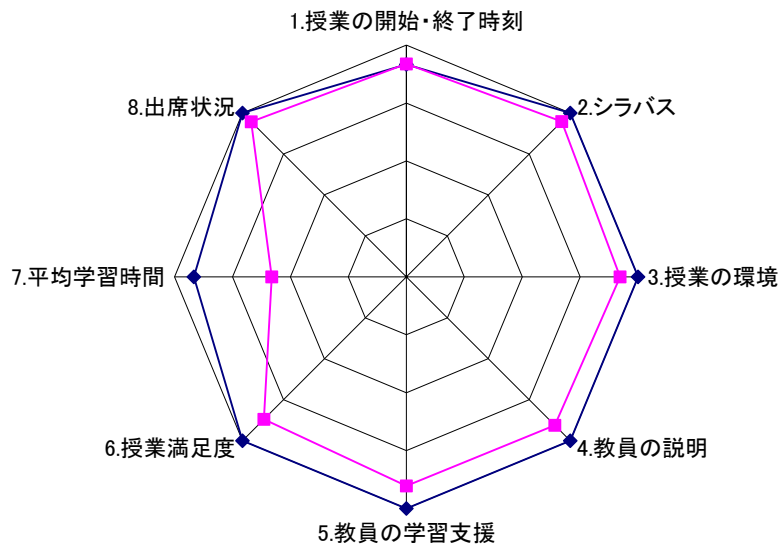 1.授業の開始・終了時刻
2.シラバス
3.授業の環境
4.教員の説明
5.教員の学習支援
6.授業満足度
7.平均学習時間
8.出席状況